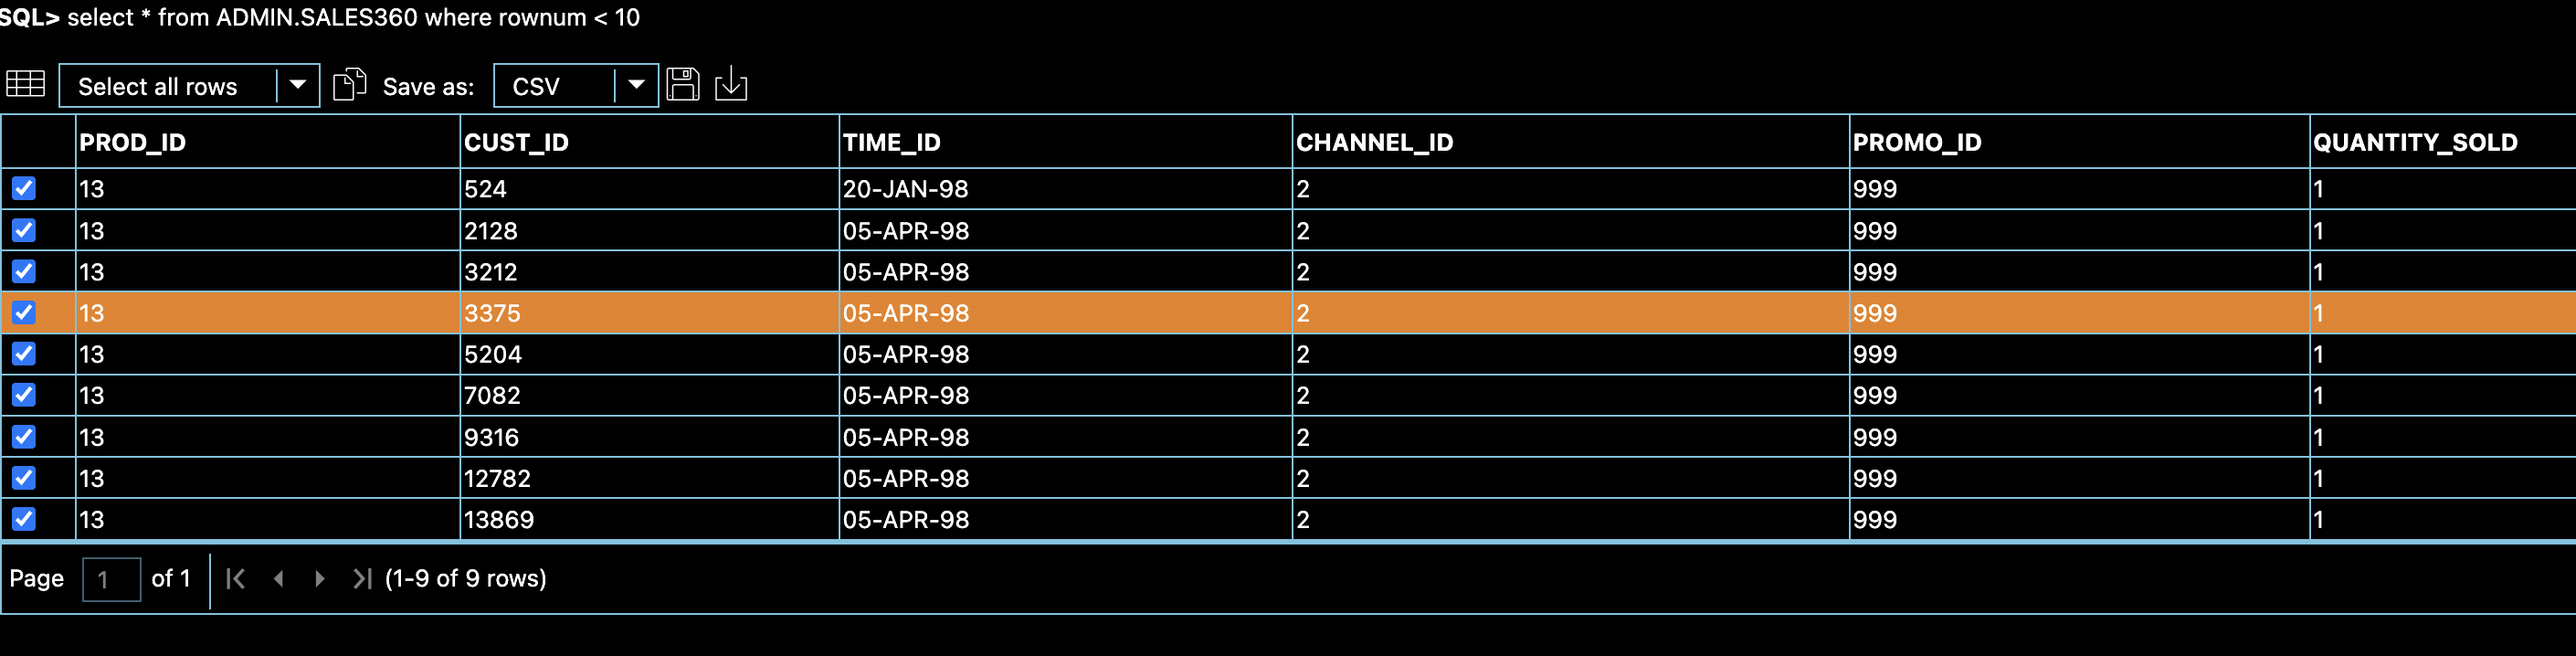 SQL> select * from ADMIN.SALES360 where rownum < 10
Select all rows Save as: CSV
PROD_ID CUST_ID TIME_ID CHANNEL_ID PROMO_ID QUANTITY_SOLD
13 524 20-JAN-98 2 999 1
13 2128 05-APR-98 2 999 1
13 3212 05-APR-98 2 999 1
13 3375 05-APR-98 2 999 1
13 5204 05-APR-98 2 999 1
13 7082 05-APR-98 2 999 1
13 9316 05-APR-98 2 999 1
13 12782 05-APR-98 2 999 1
13 13869 05-APR-98 2 999 1
Page 1 of 1 (1-9 of 9 rows)